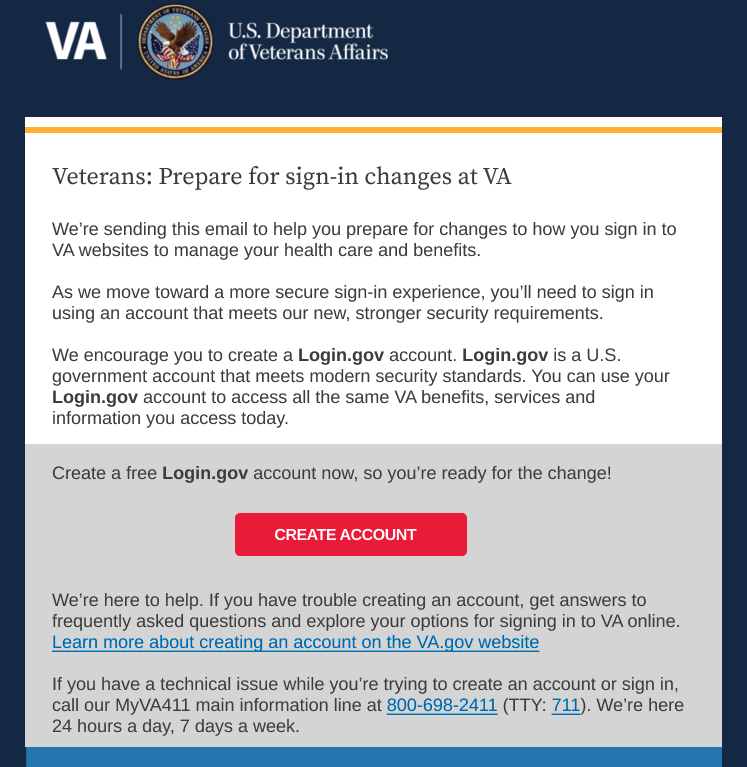 VA
U.S. Department
of Veterans Affairs
Veterans: Prepare for sign-in changes at VA
We’re sending this email to help you prepare for changes to how you sign in to
VA websites to manage your health care and benefits.
As we move toward a more secure sign-in experience, you’ll need to sign in
using an account that meets our new, stronger security requirements.
We encourage you to create a Login.gov account. Login.gov is a U.S.
government account that meets modern security standards. You can use your
Login.gov account to access all the same VA benefits, services and
information you access today.
Create a free Login.gov account now, so you’re ready for the change!
CREATE ACCOUNT
We’re here to help. If you have trouble creating an account, get answers to
frequently asked questions and explore your options for signing in to VA online.
Learn more about creating an account on the VA.gov website
If you have a technical issue while you’re trying to create an account or sign in,
call our MyVA411 main information line at 800-698-2411 (TTY: 711). We’re here
24 hours a day, 7 days a week.